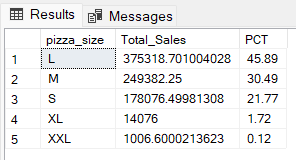 Results Messages
pizza_size Total_Sales PCT
1 L 375318.701004028 45.89
2 M 249382.25 30.49
3 S 178076.49981308 21.77
4 XL 14076 1.72
5 XXL 1006.6000213623 0.12